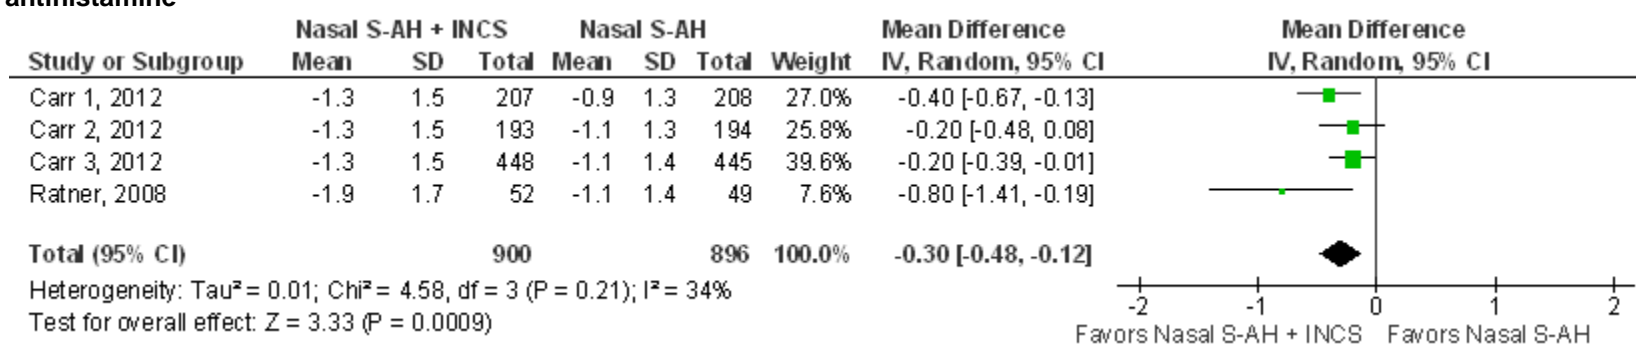 antihistamine
Nasal S-AH + INCS Nasal S-AH Mean Difference Mean Difference
Study or Subgroup Mean SD Total Mean SD Total Weight IV, Random, 95% CI IV, Random, 95% CI
Carr 1, 2012 -1.3 1.5 207 -0.9 1.3 208 27.0% -0.40 [-0.67, -0.13]
Carr 2, 2012 -1.3 1.5 193 -1.1 1.3 194 25.8% -0.20 [-0.48, 0.08]
Carr 3, 2012 -1.3 1.5 448 -1.1 1.4 445 39.6% -0.20 [-0.39, -0.01]
Ratner, 2008 -1.9 1.7 52 -1.1 1.4 49 7.6% -0.80 [-1.41, -0.19]
Total (95% CI) 900 896 100.0% -0.30 [-0.48, -0.12]
Heterogeneity: Tau² = 0.01; Chi² = 4.58, df = 3 (P = 0.21); I² = 34%
Test for overall effect: Z = 3.33 (P = 0.0009)
-2 -1 0 1 2
Favors Nasal S-AH + INCS Favors Nasal S-AH